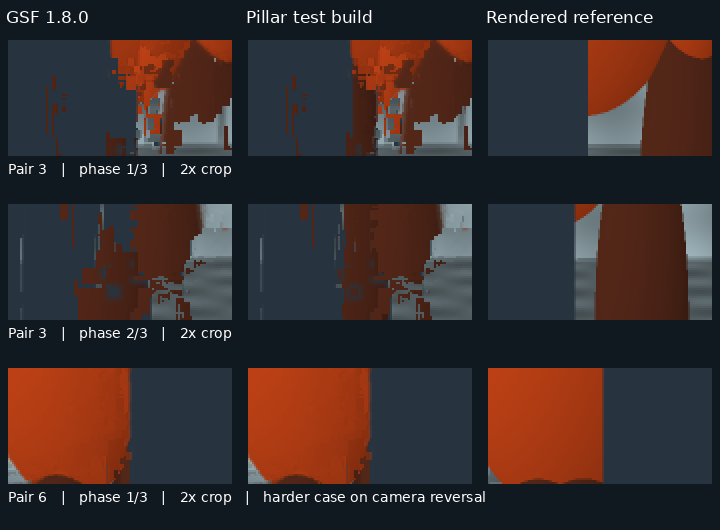 GSF 1.8.0 Pillar test build Rendered reference
Pair 3 | phase 1/3 | 2x crop
Pair 3 | phase 2/3 | 2x crop
Pair 6 | phase 1/3 | 2x crop | harder case on camera reversal